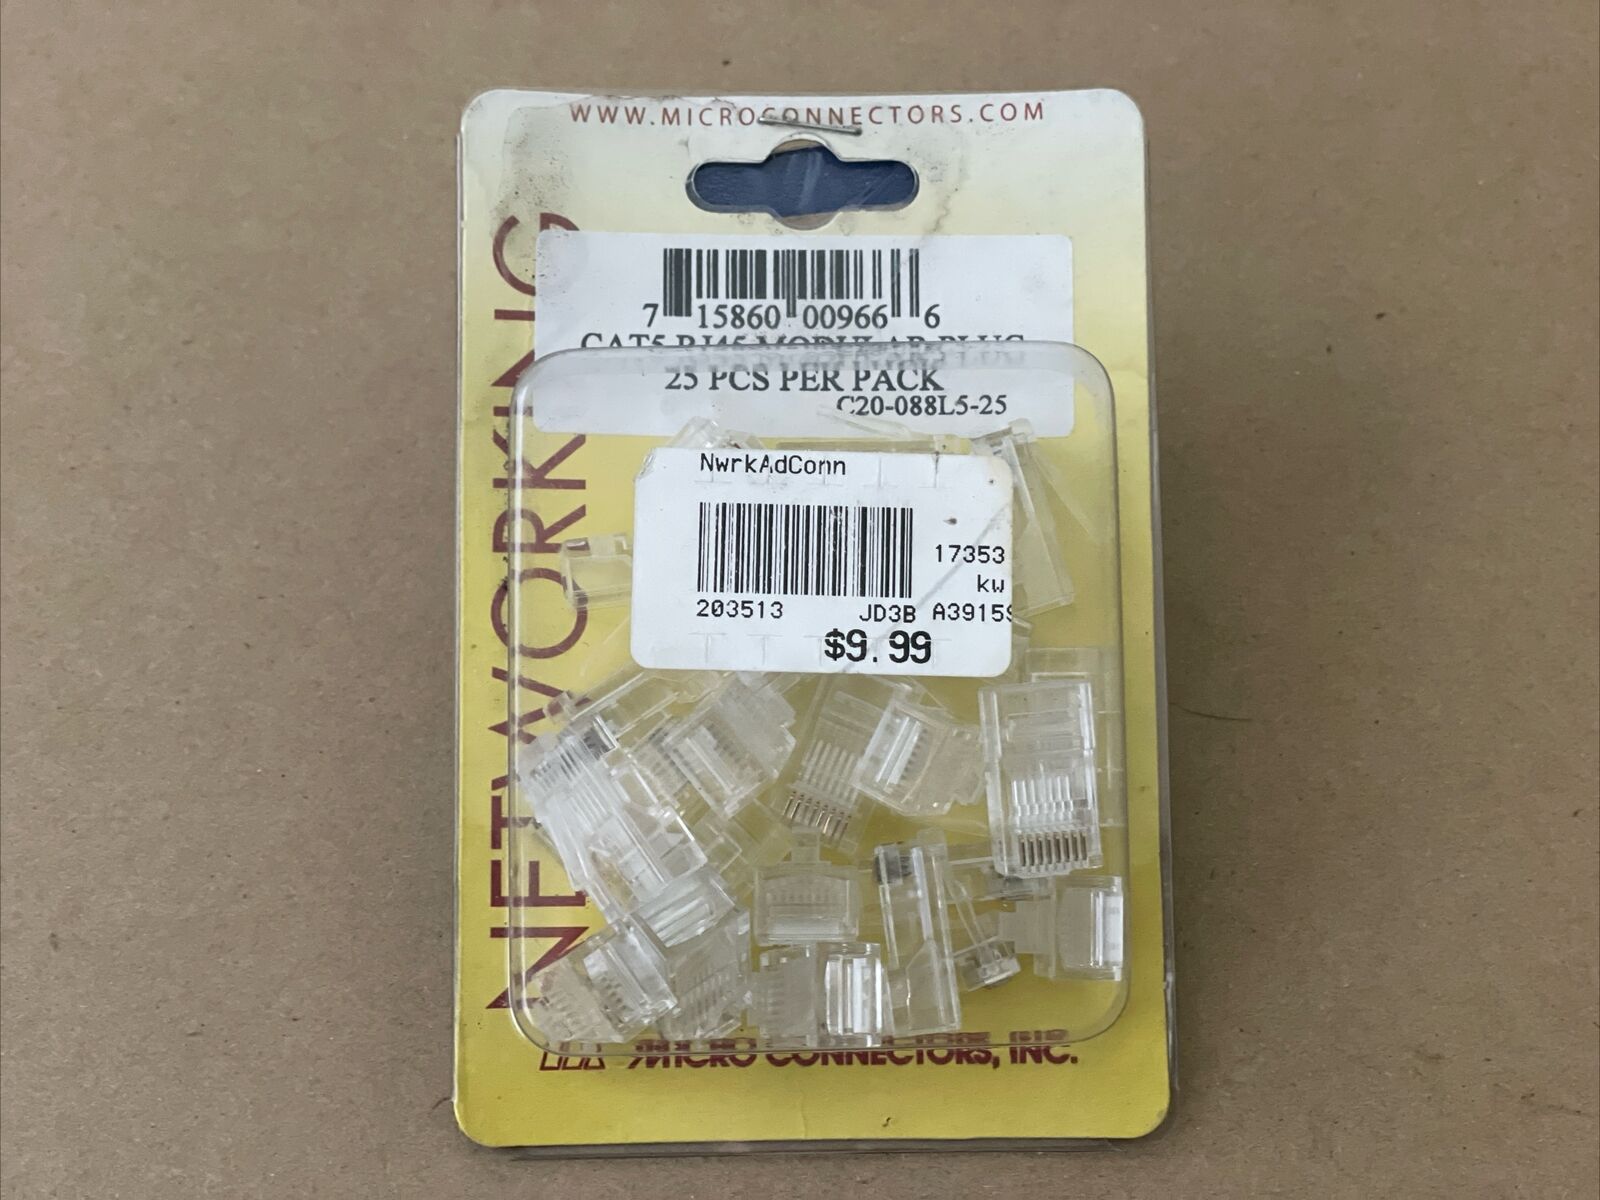 WWW.MICROCONNECTORS.COM
NETWORKING
7 15860 00966 6
CAT5 RJ45 MODULAR PLUG
25 PCS PER PACK
C20-088L5-25
NwrkAdConn
17353
kw
203513 JD3B A39159
$9.99
MICRO CONNECTORS, INC.